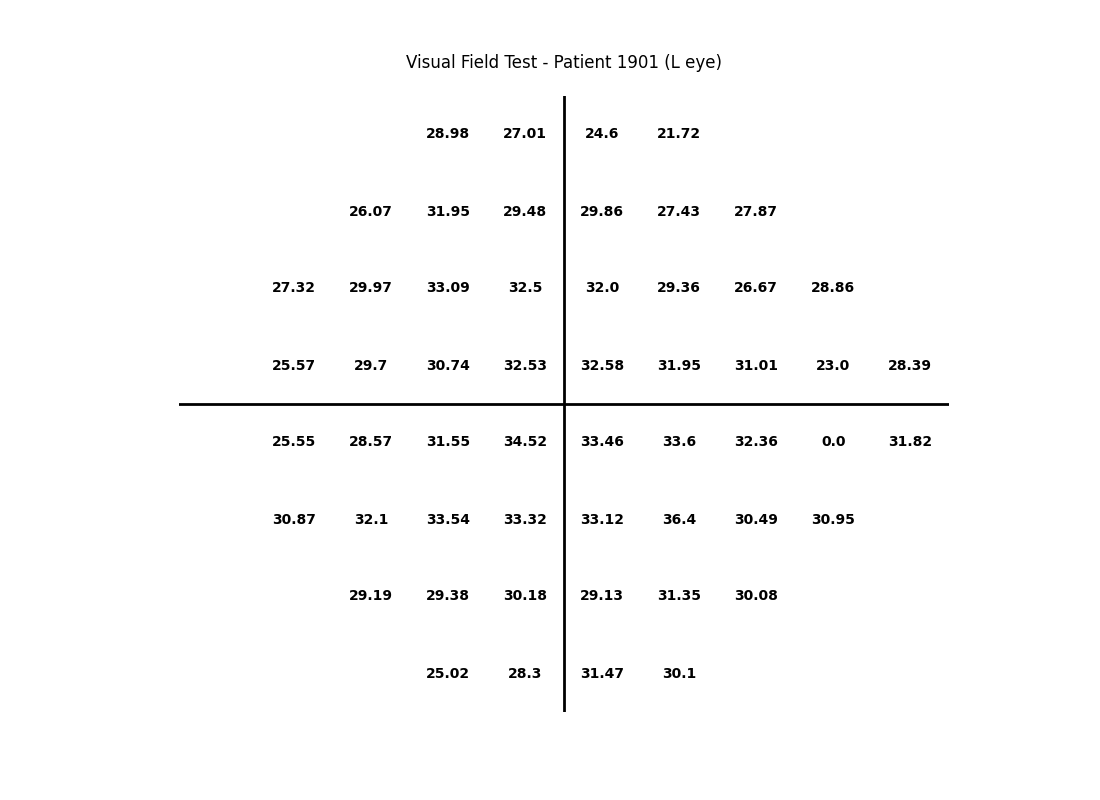 Visual Field Test - Patient 1901 (L eye)
28.98 27.01 24.6 21.72
26.07 31.95 29.48 29.86 27.43 27.87
27.32 29.97 33.09 32.5 32.0 29.36 26.67 28.86
25.57 29.7 30.74 32.53 32.58 31.95 31.01 23.0 28.39
25.55 28.57 31.55 34.52 33.46 33.6 32.36 0.0 31.82
30.87 32.1 33.54 33.32 33.12 36.4 30.49 30.95
29.19 29.38 30.18 29.13 31.35 30.08
25.02 28.3 31.47 30.1